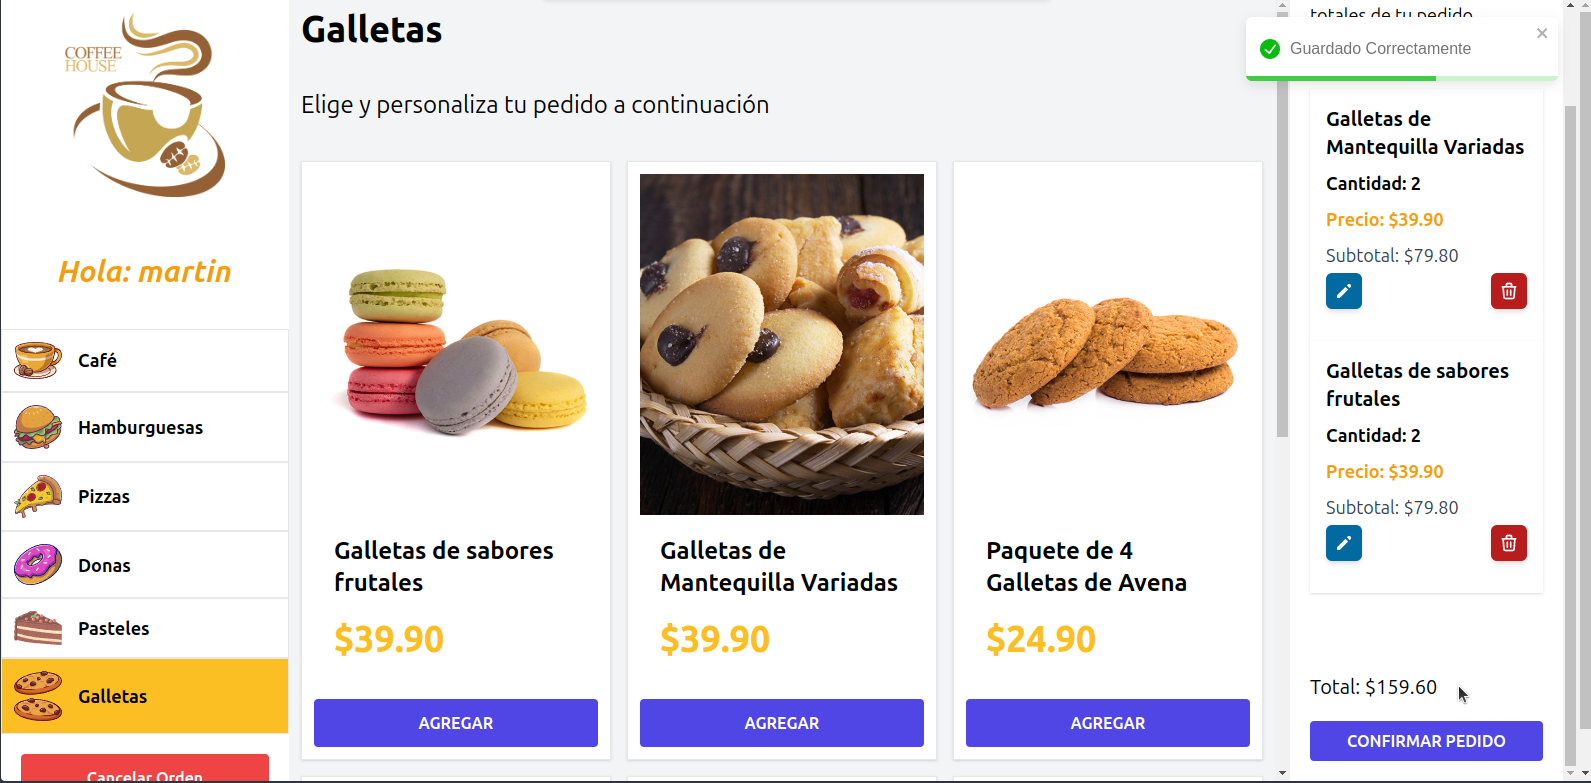 COFFEE
HOUSE
Hola: martin
Café
Hamburguesas
Pizzas
Donas
Pasteles
Galletas
Cancelar Orden
Galletas
Elige y personaliza tu pedido a continuación
Galletas de sabores
frutales
$39.90
AGREGAR
Galletas de
Mantequilla Variadas
$39.90
AGREGAR
Paquete de 4
Galletas de Avena
$24.90
AGREGAR
totales de tu pedido
Guardado Correctamente
Galletas de
Mantequilla Variadas
Cantidad: 2
Precio: $39.90
Subtotal: $79.80
Galletas de sabores
frutales
Cantidad: 2
Precio: $39.90
Subtotal: $79.80
Total: $159.60
CONFIRMAR PEDIDO